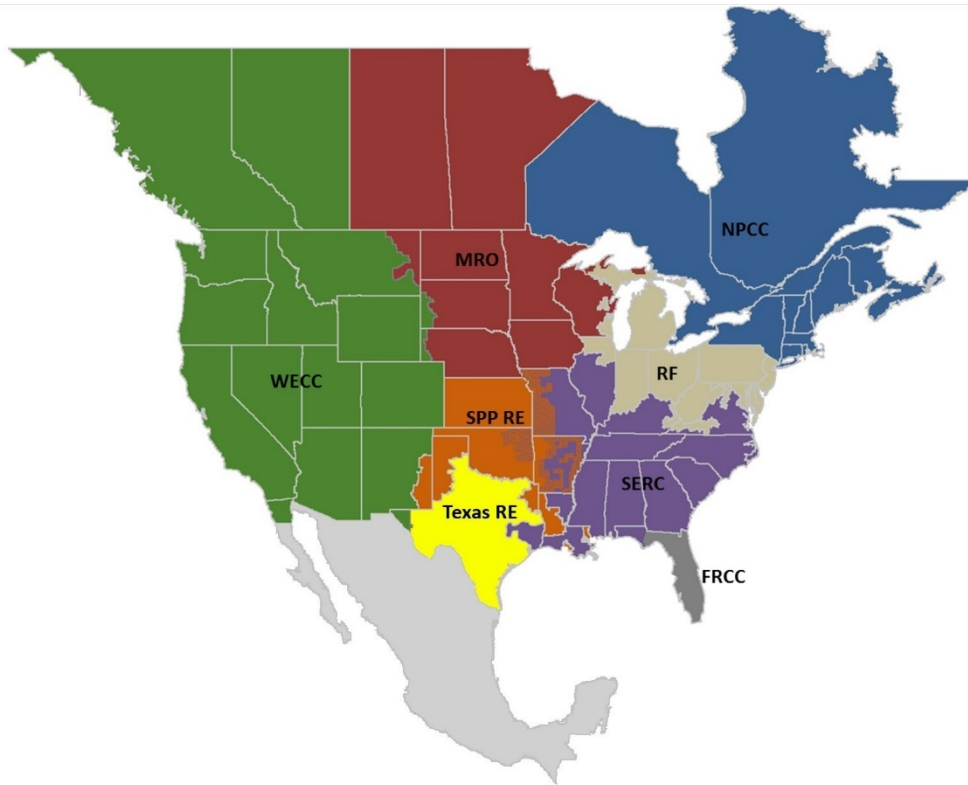 NPCC
MRO
RF
WECC
SPP RE
SERC
Texas RE
FRCC